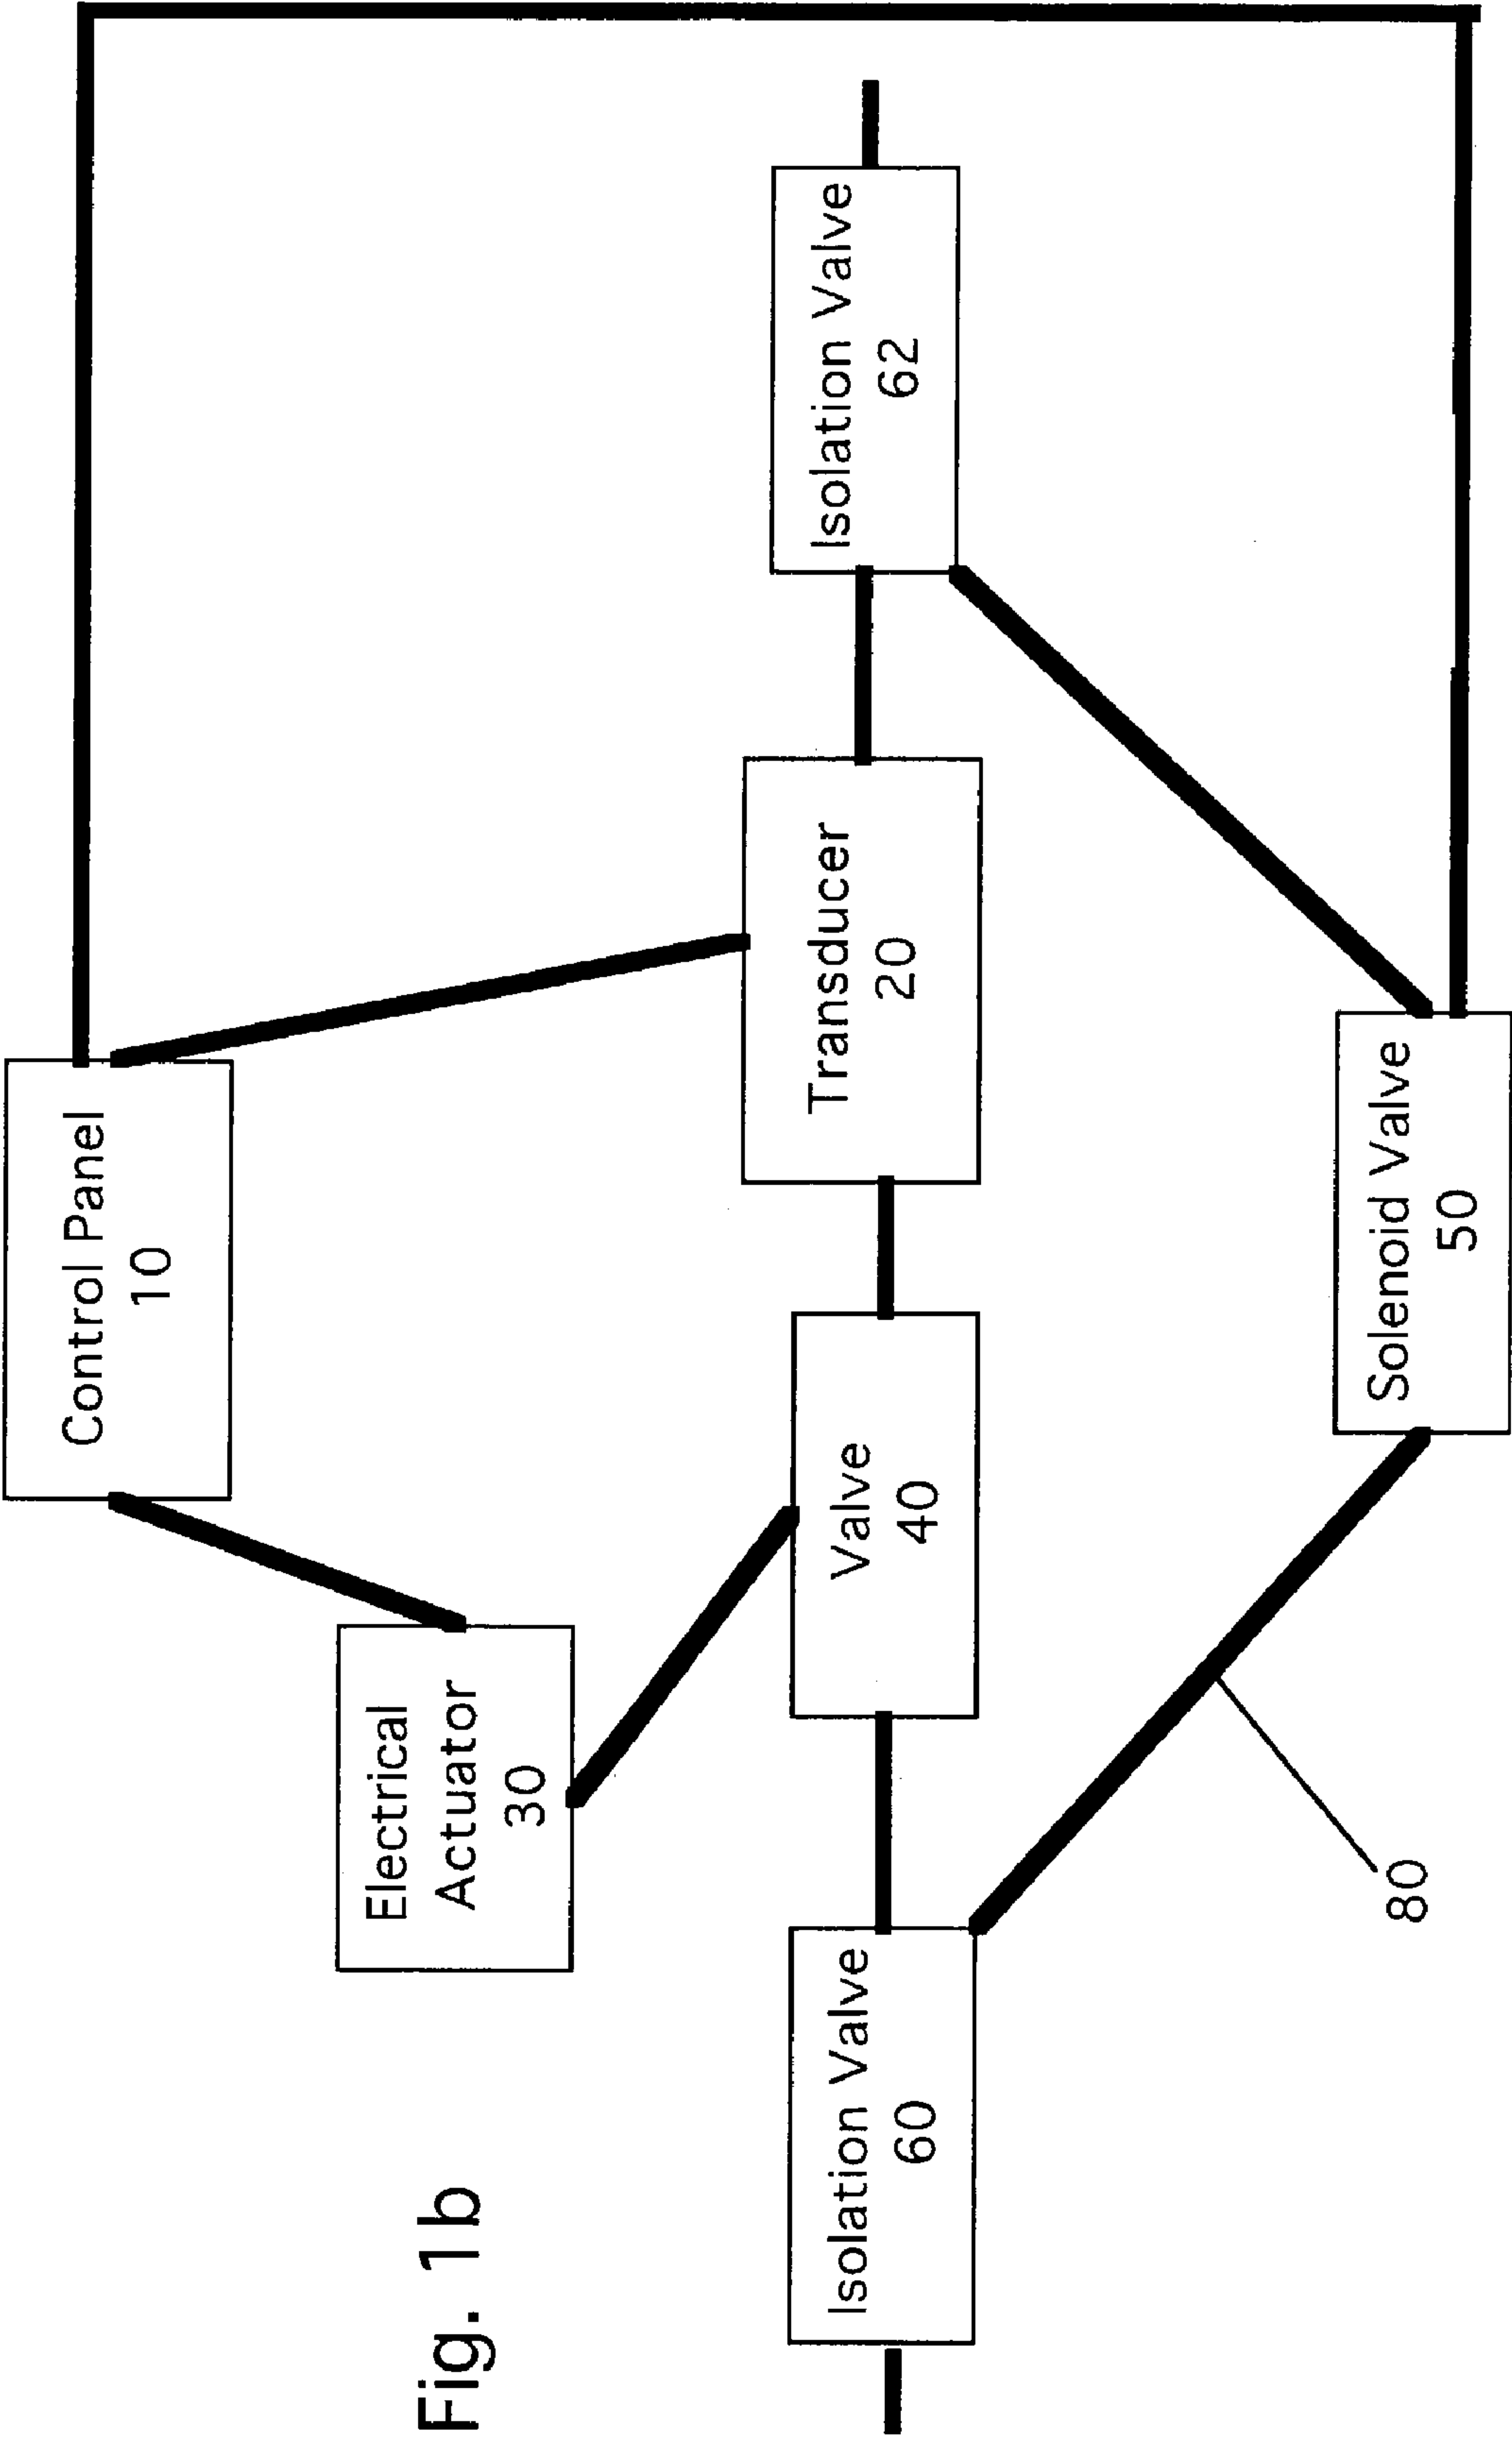 Fig. 1b
Control Panel
10
Electrical
Actuator
30
Isolation Valve
60
Valve
40
Transducer
20
Isolation Valve
62
Solenoid Valve
50
80